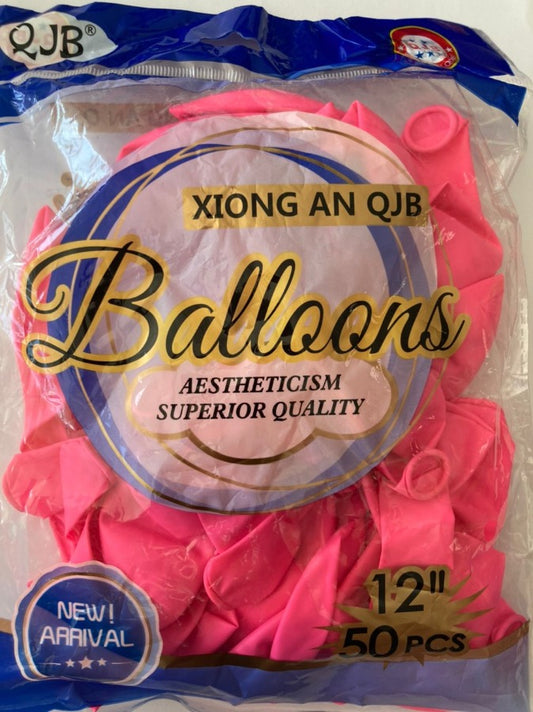 QJB®
XIONG AN QJB
Balloons
AESTHETICISM
SUPERIOR QUALITY
NEW!
ARRIVAL
12"
50 PCS